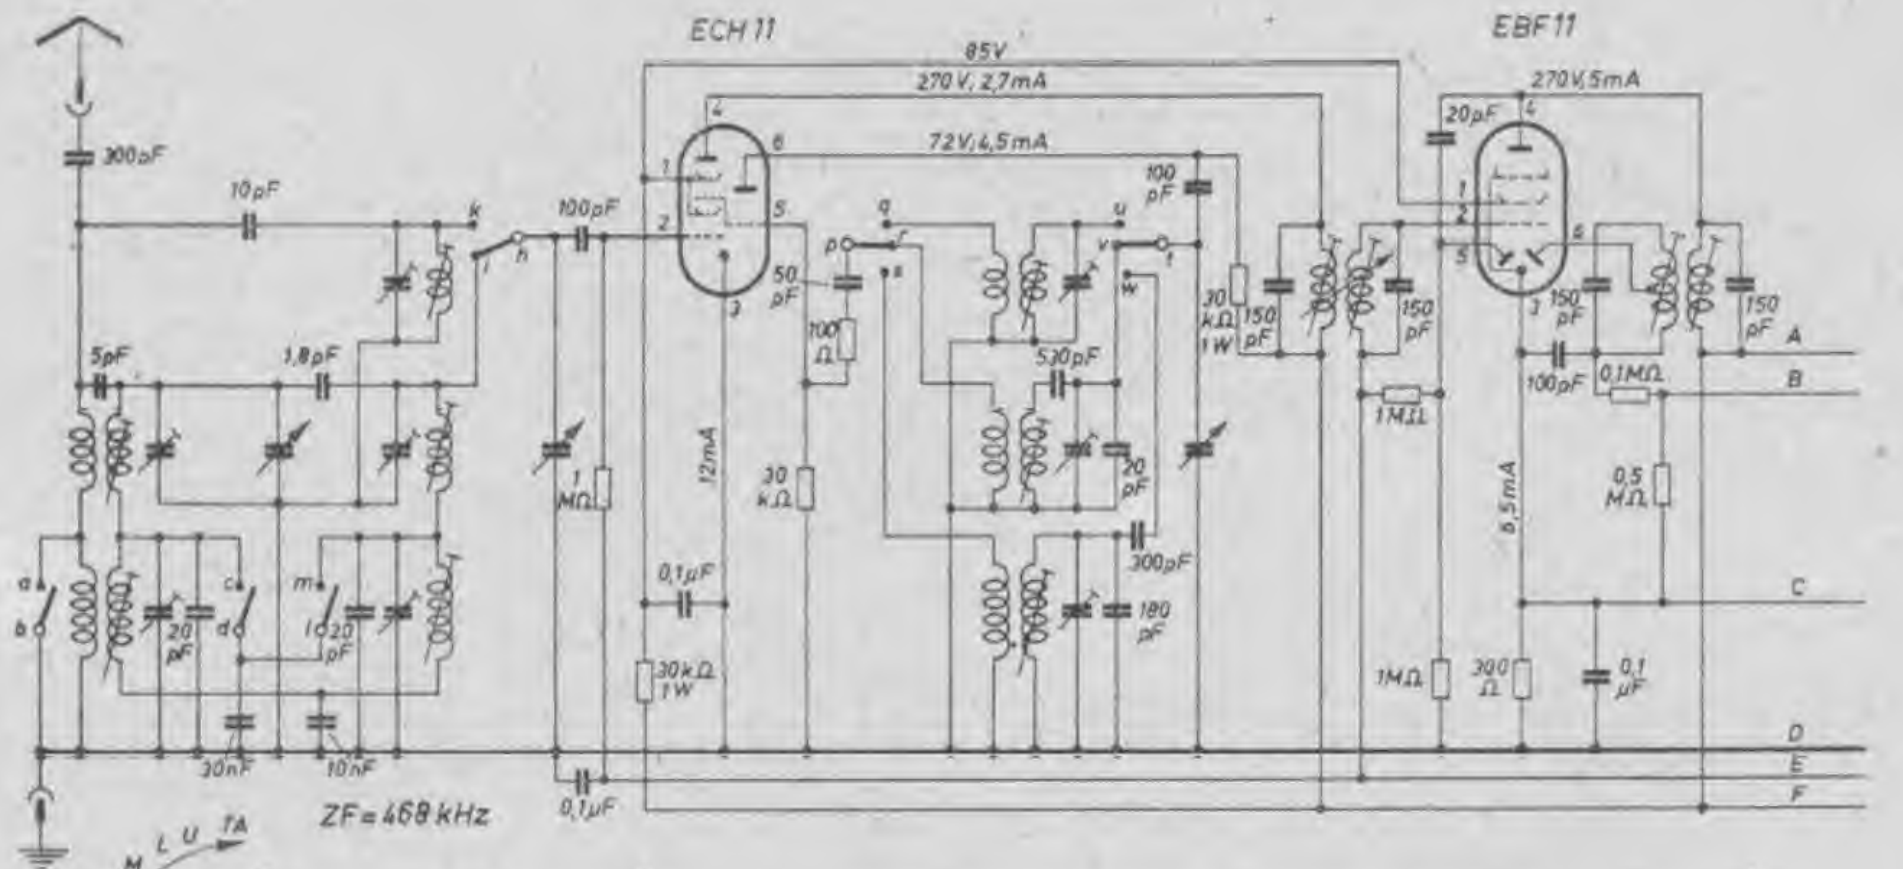 ECH 11
EBF 11
85V
270V, 2,7mA
270V, 5mA
4
6
4
20pF
72V, 4,5mA
300pF
1
100
pF
10pF
k
100pF
5
q
u
1
2
2
i
h
2
p
r
v
t
5
6
50
pF
s
w
30
kΩ
1W
150
pF
150
pF
3
3
150
pF
150
pF
100
Ω
5pF
1,8pF
530pF
A
100pF
0,1MΩ
B
1MΩ
1
MΩ
12mA
30
kΩ
20
pF
6,5mA
0,5
MΩ
300pF
0,1µF
a
c
m
C
b
20
pF
d
l
20
pF
180
pF
30kΩ
1W
1MΩ
300
Ω
0,1
µF
D
30nF
10nF
E
0,1µF
F
ZF = 468 kHz
M L U TA